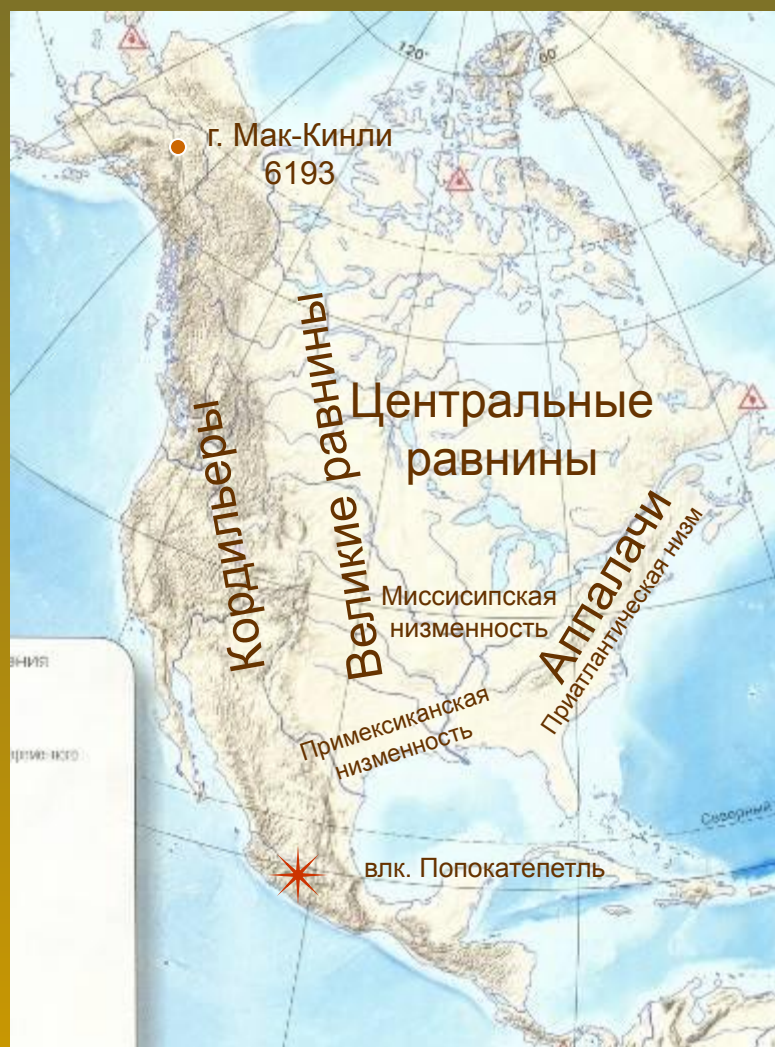 120°
60°
г. Мак-Кинли
6193
Великие равнины
Центральные
равнины
Кордильеры
Аппалачи
Приатлантическая низм
Миссисипская
низменность
Примексиканская
низменность
Северный
влк. Попокатепетль